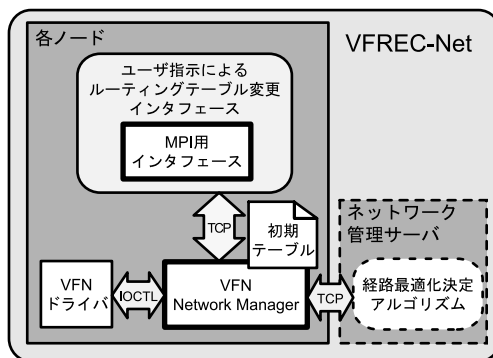 VFREC-Net
各ノード
ユーザ指示による
ルーティングテーブル変更
インタフェース
MPI用
インタフェース
TCP
初期
テーブル
VFN
ドライバ
IOCTL
VFN
Network Manager
TCP
ネットワーク
管理サーバ
経路最適化決定
アルゴリズム